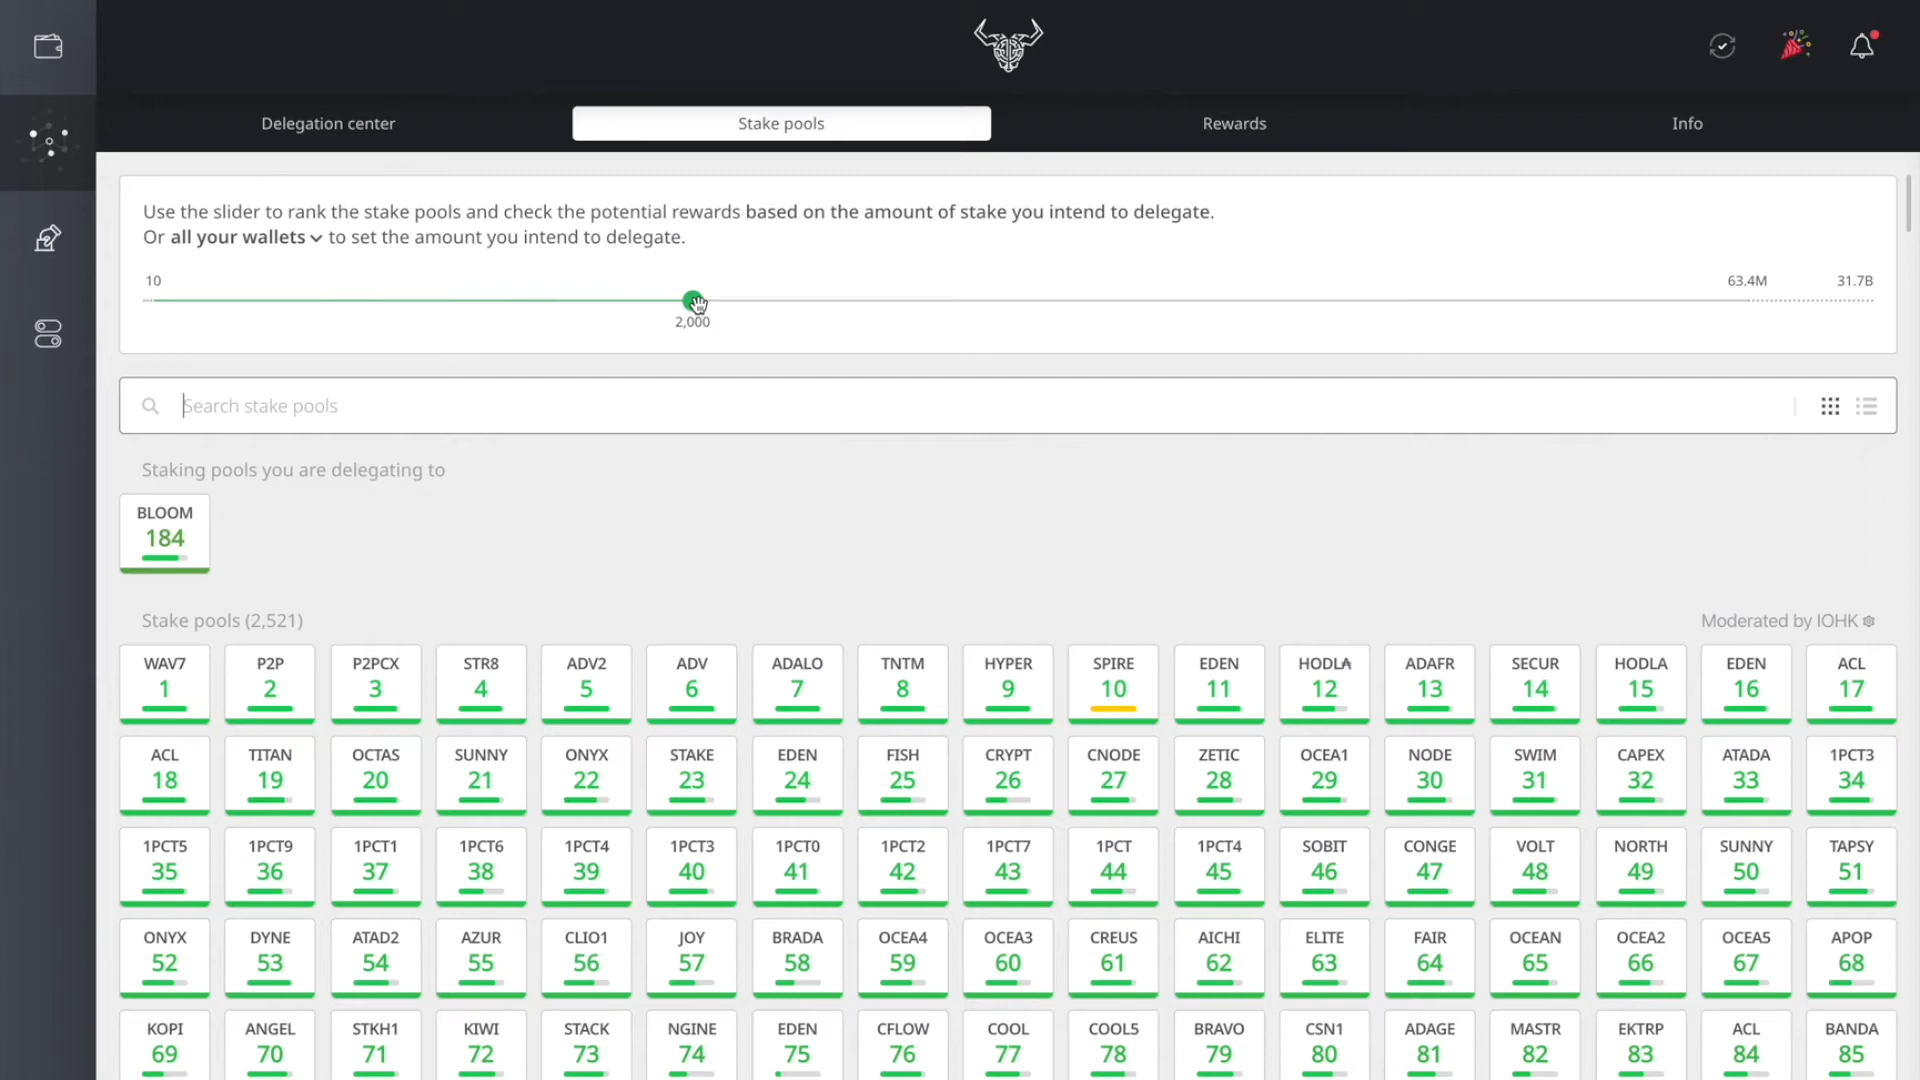 Delegation center
Stake pools
Rewards
Info
Use the slider to rank the stake pools and check the potential rewards based on the amount of stake you intend to delegate.
Or all your wallets to set the amount you intend to delegate.
10 63.4M 31.7B
2,000
Search stake pools
Staking pools you are delegating to
BLOOM
184
Stake pools (2,521) Moderated by IOHK
WAV7 P2P P2PCX STR8 ADV2 ADV ADALO TNTM HYPER SPIRE EDEN HODLA ADAFR SECUR HODLA EDEN ACL
1 2 3 4 5 6 7 8 9 10 11 12 13 14 15 16 17
ACL TITAN OCTAS SUNNY ONYX STAKE EDEN FISH CRYPT CNODE ZETIC OCEA1 NODE SWIM CAPEX ATADA 1PCT3
18 19 20 21 22 23 24 25 26 27 28 29 30 31 32 33 34
1PCT5 1PCT9 1PCT1 1PCT6 1PCT4 1PCT3 1PCT0 1PCT2 1PCT7 1PCT 1PCT4 SOBIT CONGE VOLT NORTH SUNNY TAPSY
35 36 37 38 39 40 41 42 43 44 45 46 47 48 49 50 51
ONYX DYNE ATAD2 AZUR CLIO1 JOY BRADA OCEA4 OCEA3 CREUS AICHI ELITE FAIR OCEAN OCEA2 OCEA5 APOP
52 53 54 55 56 57 58 59 60 61 62 63 64 65 66 67 68
KOPI ANGEL STKH1 KIWI STACK NGINE EDEN CFLOW COOL COOL5 BRAVO CSN1 ADAGE MASTR EKTRP ACL BANDA
69 70 71 72 73 74 75 76 77 78 79 80 81 82 83 84 85